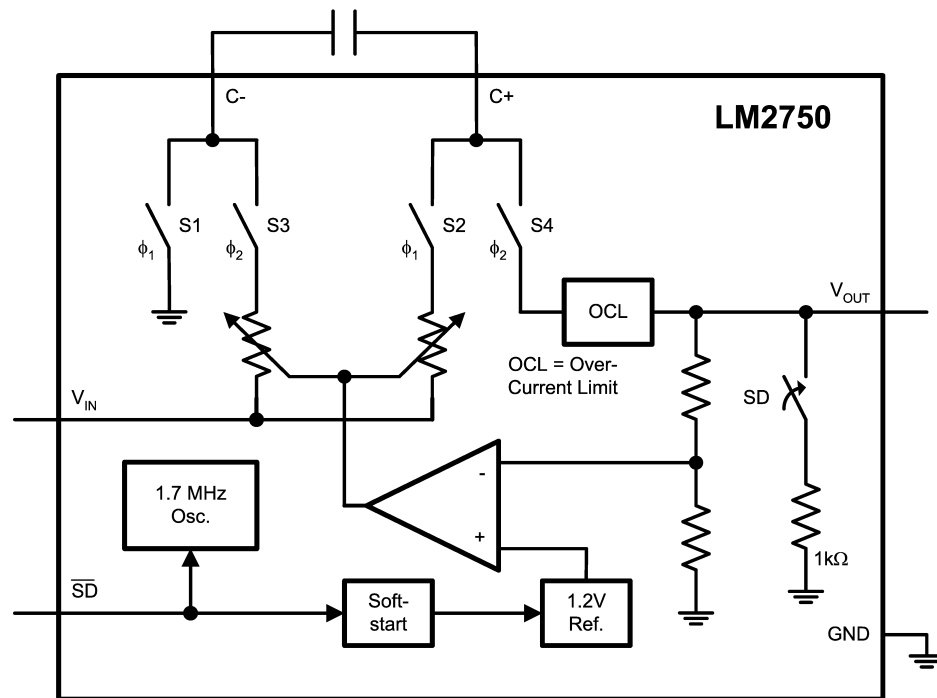 C-
C+
LM2750
S1
S3
S2
S4
ϕ1
ϕ2
ϕ1
ϕ2
OCL
VOUT
OCL = Over-
Current Limit
SD
VIN
-
+
1.7 MHz
Osc.
1kΩ
S̅D̅
Soft-
start
1.2V
Ref.
GND